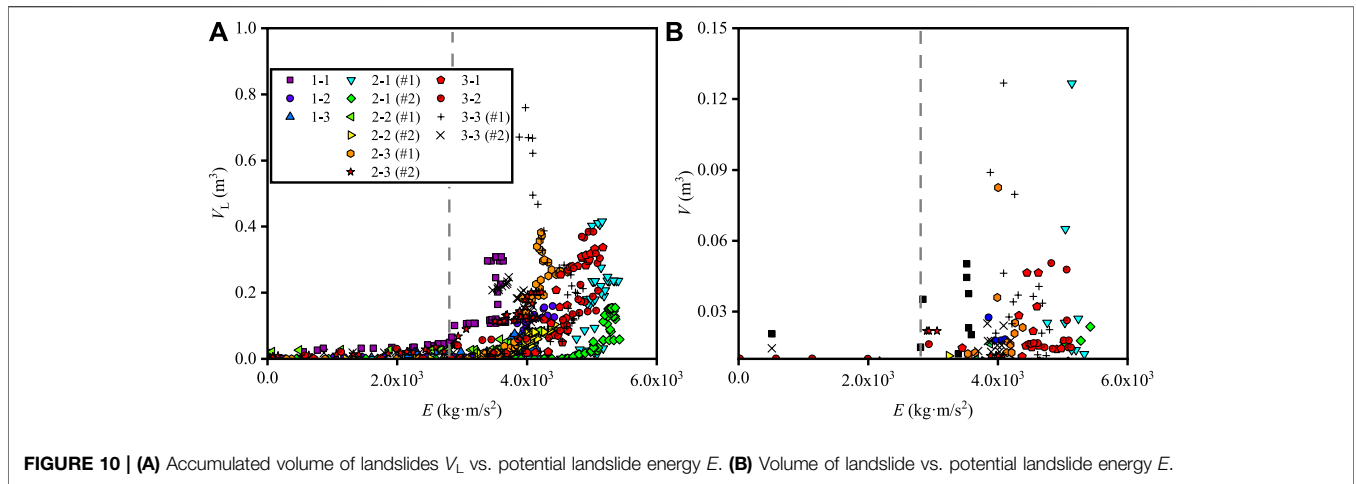 A
1.0
0.8
0.6
0.4
0.2
0.0
V_L (m³)
1-1 2-1 (#1) 3-1
1-2 2-1 (#2) 3-2
1-3 2-2 (#1) 3-3 (#1)
2-2 (#2) 3-3 (#2)
2-3 (#1)
2-3 (#2)
0.0 2.0x10³ 4.0x10³ 6.0x10³
E (kg·m/s²)
B
0.15
0.12
0.09
0.06
0.03
V (m³)
0.0 2.0x10³ 4.0x10³ 6.0x10³
E (kg·m/s²)
FIGURE 10 | (A) Accumulated volume of landslides V_L vs. potential landslide energy E. (B) Volume of landslide vs. potential landslide energy E.